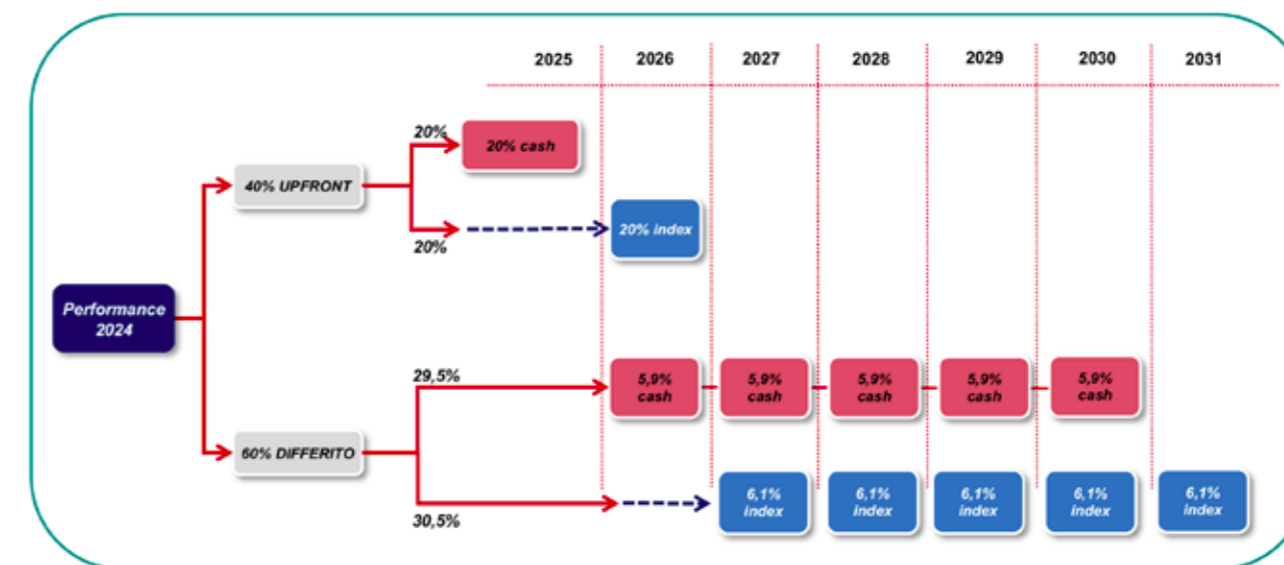 2025 2026 2027 2028 2029 2030 2031
20%
20% cash
40% UPFRONT
20% index
20%
Performance
2024
29,5%
5,9% 5,9% 5,9% 5,9% 5,9%
cash cash cash cash cash
60% DIFFERITO
6,1% 6,1% 6,1% 6,1% 6,1%
index index index index index
30,5%